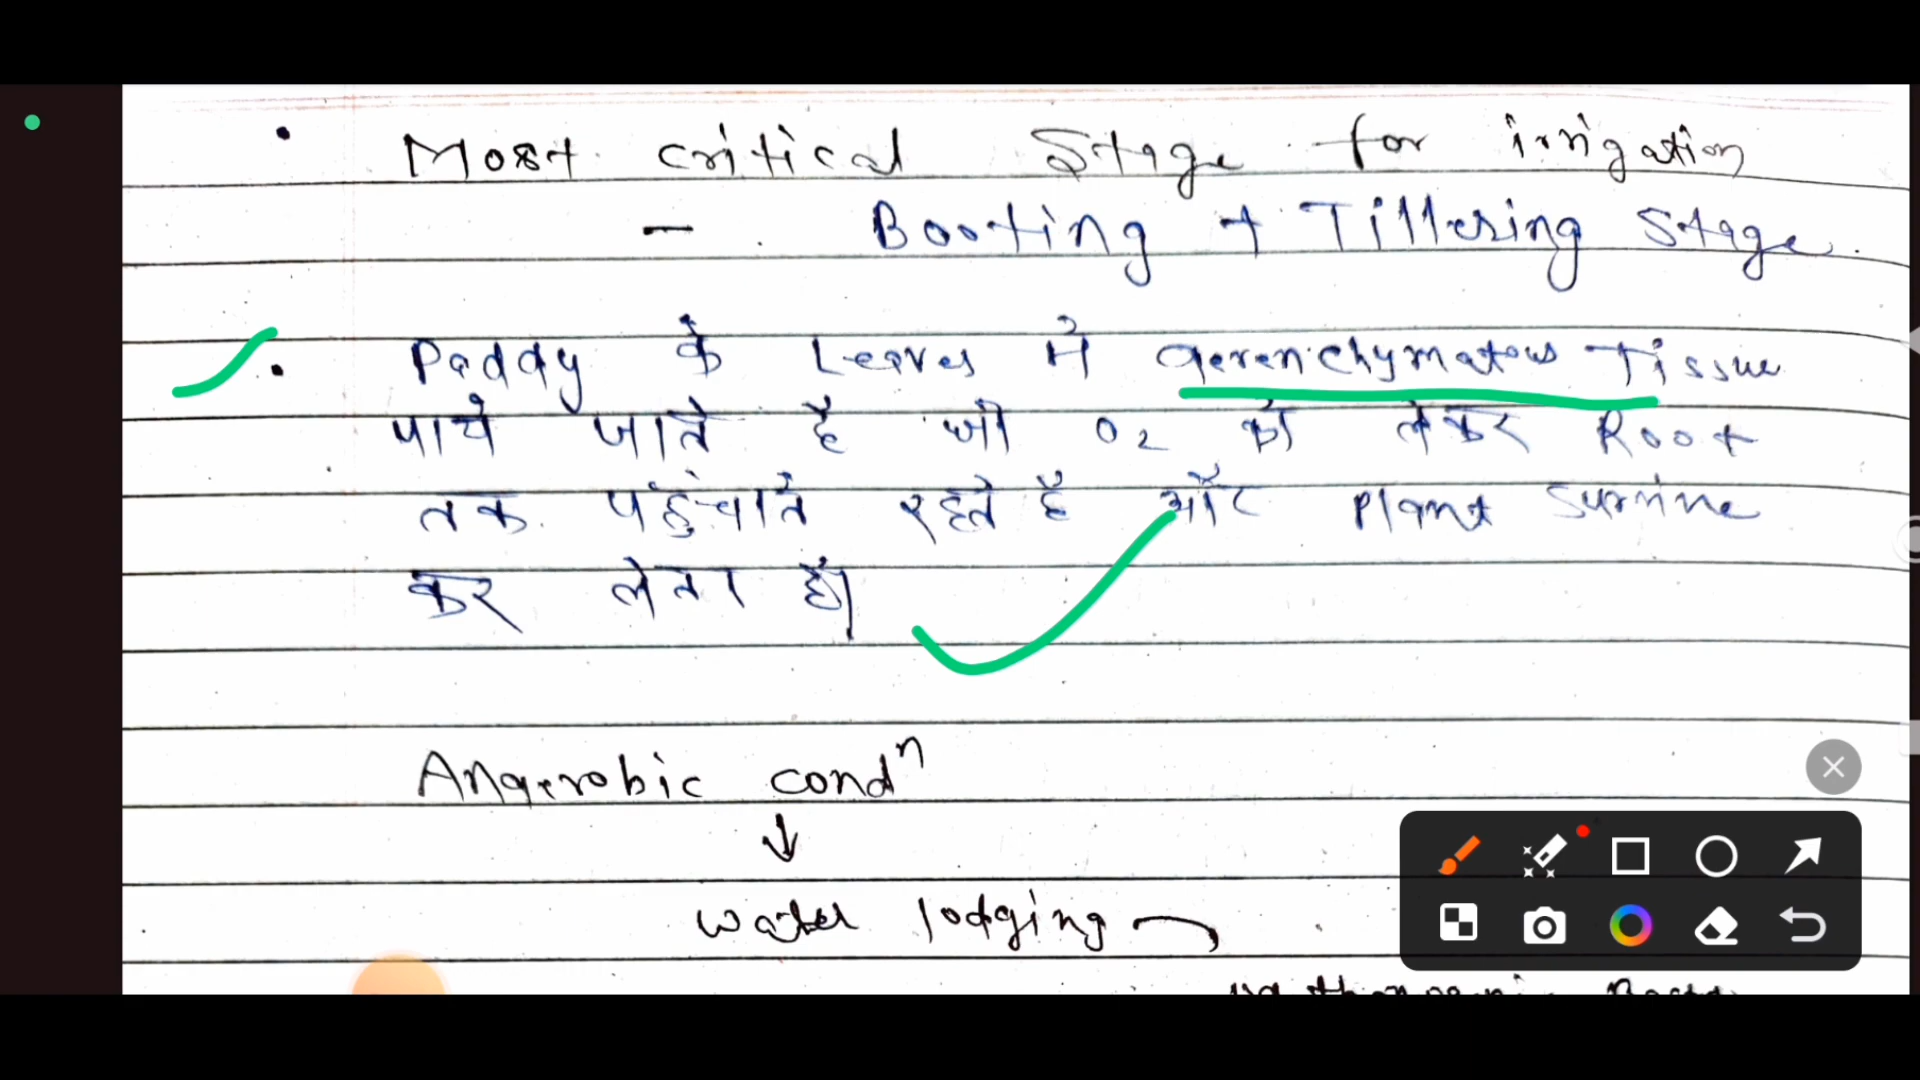 Most critical Stage for irrigation
- Booting + Tillering Stage.
Paddy के Leaves में aerenchymatous Tissue
पाये जाते है जो O2 को लेकर Root
तक पहुंचाते रहते है और plant Survive
कर लेता है।
Anaerobic condn
↓
water lodging